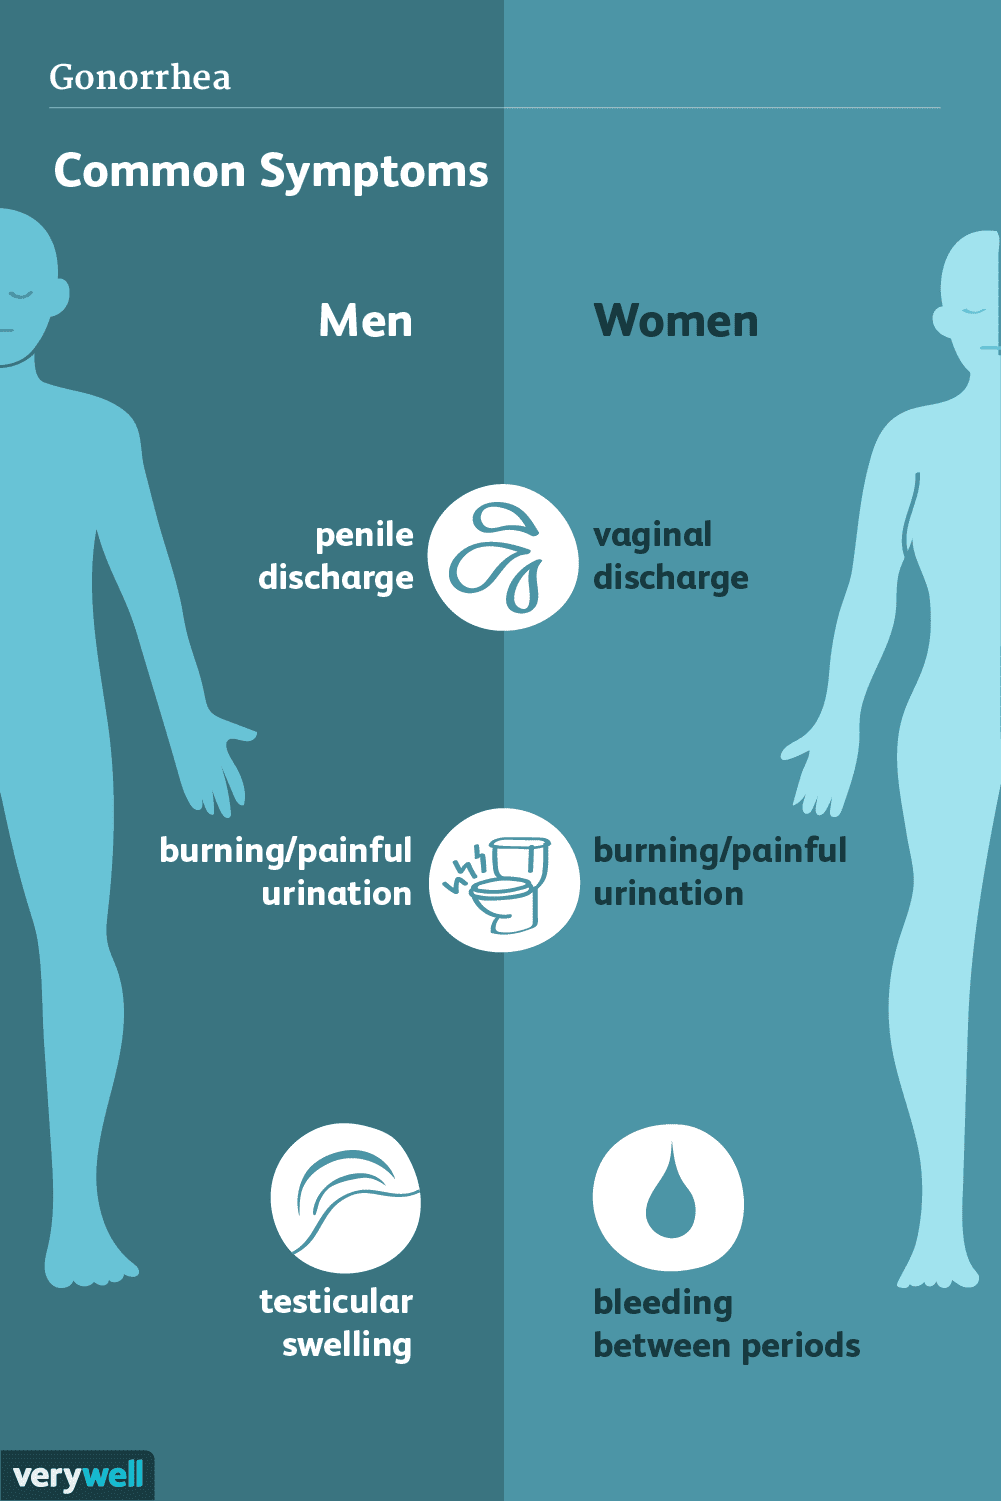 Gonorrhea
Common Symptoms
Men
Women
penile
discharge
vaginal
discharge
burning/painful
urination
burning/painful
urination
testicular
swelling
bleeding
between periods
verywell